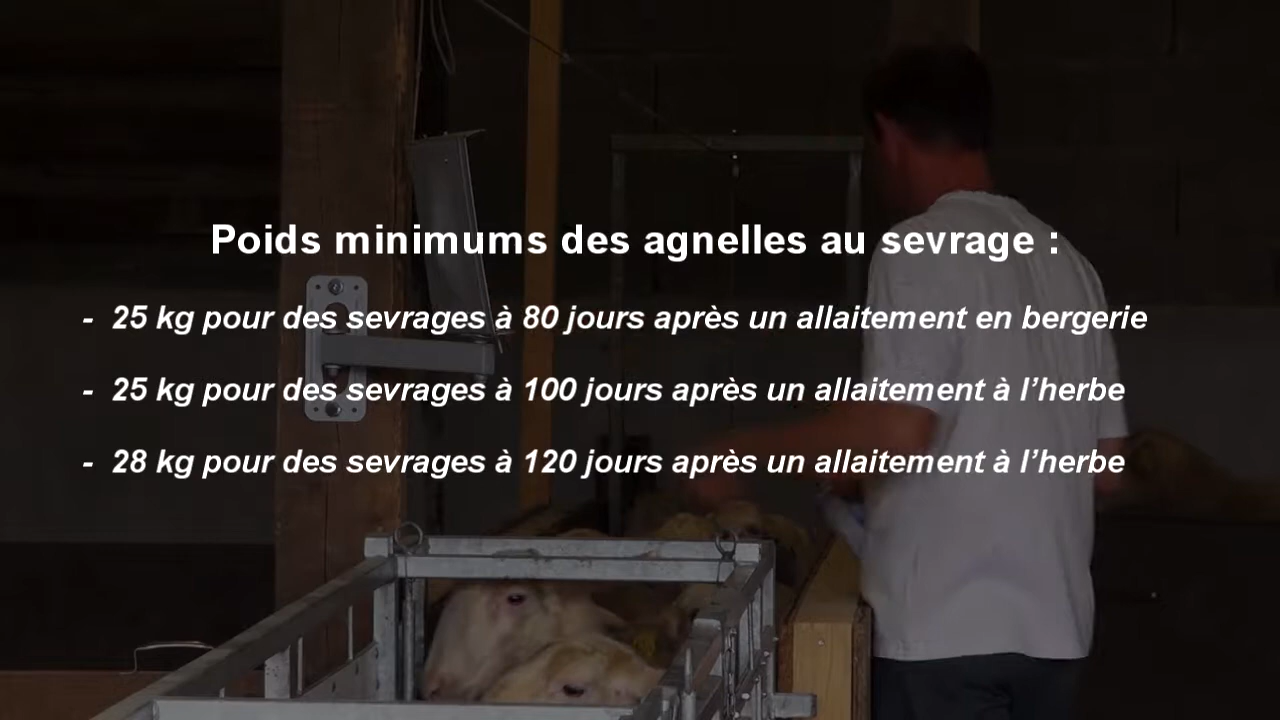 Poids minimums des agnelles au sevrage :
- 25 kg pour des sevrages à 80 jours après un allaitement en bergerie
- 25 kg pour des sevrages à 100 jours après un allaitement à l’herbe
- 28 kg pour des sevrages à 120 jours après un allaitement à l’herbe